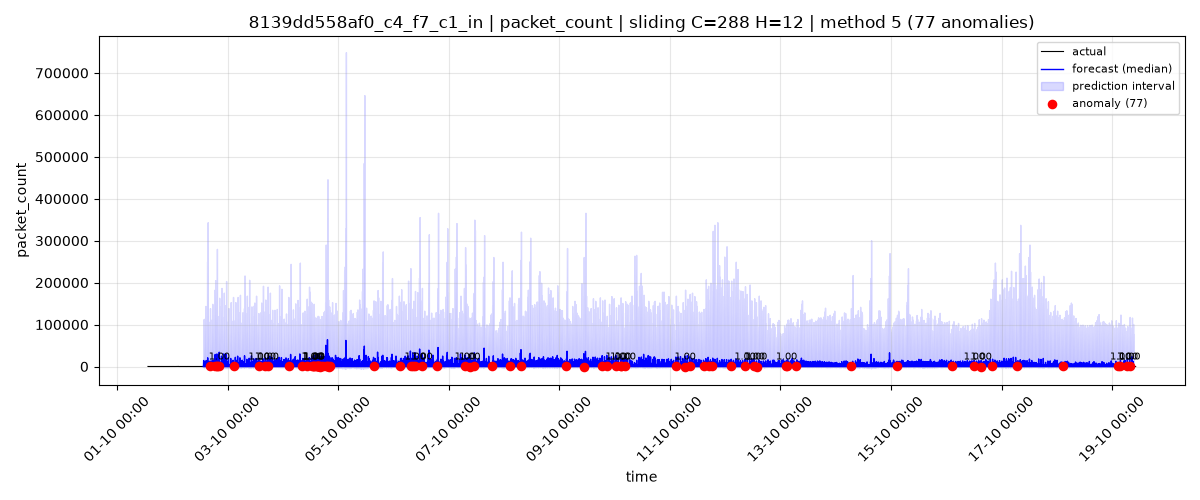 8139dd558af0_c4_f7_c1_in | packet_count | sliding C=288 H=12 | method 5 (77 anomalies)
actual
forecast (median)
prediction interval
anomaly (77)
packet_count
700000
600000
500000
400000
300000
200000
100000
0
1.00
01-10 00:00
03-10 00:00
05-10 00:00
07-10 00:00
09-10 00:00
11-10 00:00
13-10 00:00
15-10 00:00
17-10 00:00
19-10 00:00
time